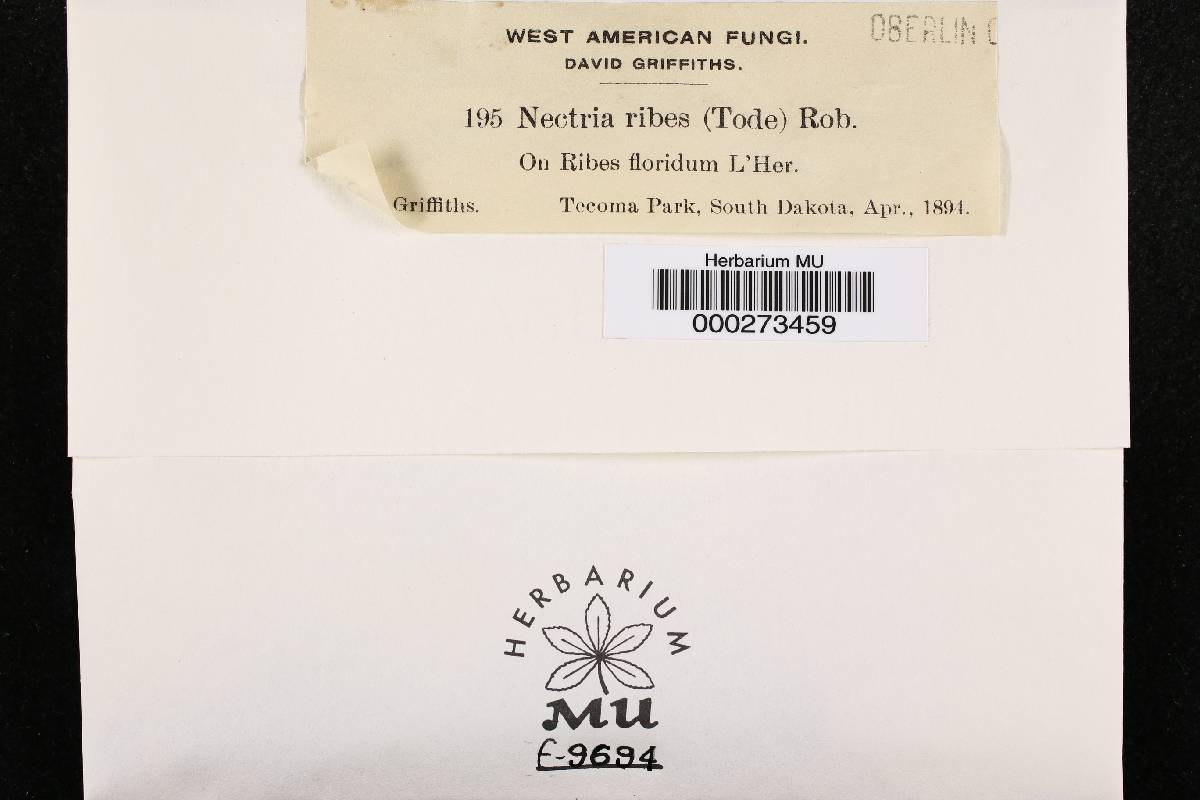 WEST AMERICAN FUNGI.
OBERLIN C
DAVID GRIFFITHS.
195 Nectria ribes (Tode) Rob.
On Ribes floridum L'Her.
Griffiths. Tecoma Park, South Dakota, Apr., 1894.
Herbarium MU
000273459
HERBARIUM
MU
F-9694